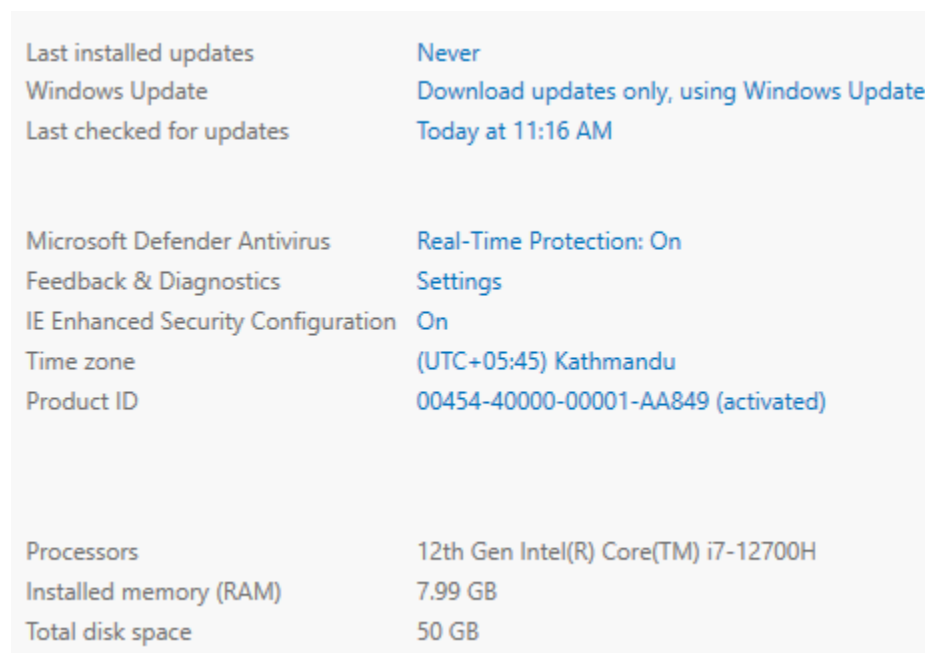 Last installed updates Never
Windows Update Download updates only, using Windows Update
Last checked for updates Today at 11:16 AM
Microsoft Defender Antivirus Real-Time Protection: On
Feedback & Diagnostics Settings
IE Enhanced Security Configuration On
Time zone (UTC+05:45) Kathmandu
Product ID 00454-40000-00001-AA849 (activated)
Processors 12th Gen Intel(R) Core(TM) i7-12700H
Installed memory (RAM) 7.99 GB
Total disk space 50 GB